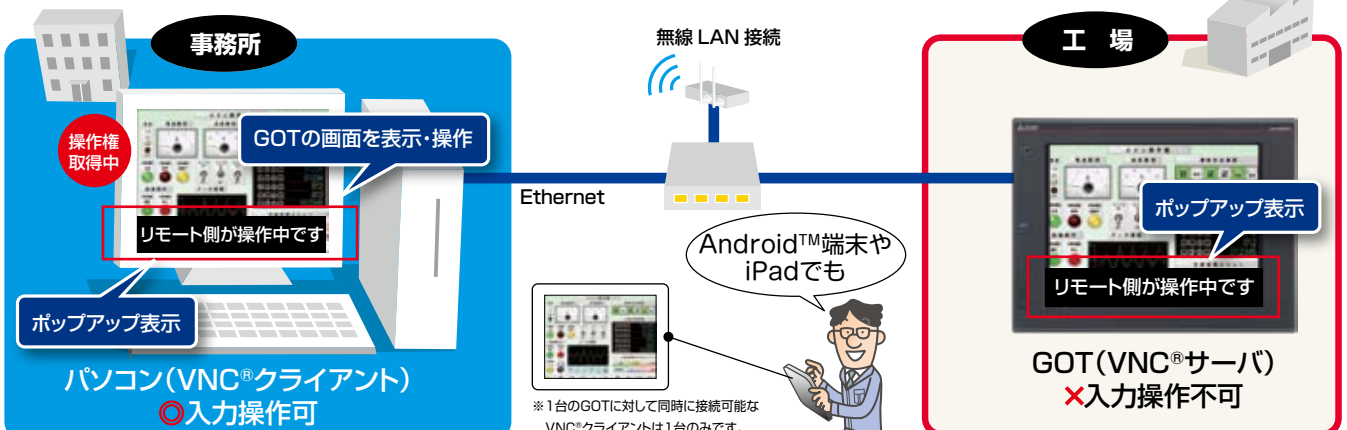 事務所
操作権
取得中
GOTの画面を表示・操作
リモート側が操作中です
ポップアップ表示
パソコン(VNC®クライアント)
◎入力操作可
無線 LAN 接続
Ethernet
Android™端末や
iPadでも
※1台のGOTに対して同時に接続可能な
VNC®クライアントは1台のみです。
工 場
ポップアップ表示
リモート側が操作中です
GOT(VNC®サーバ)
×入力操作不可